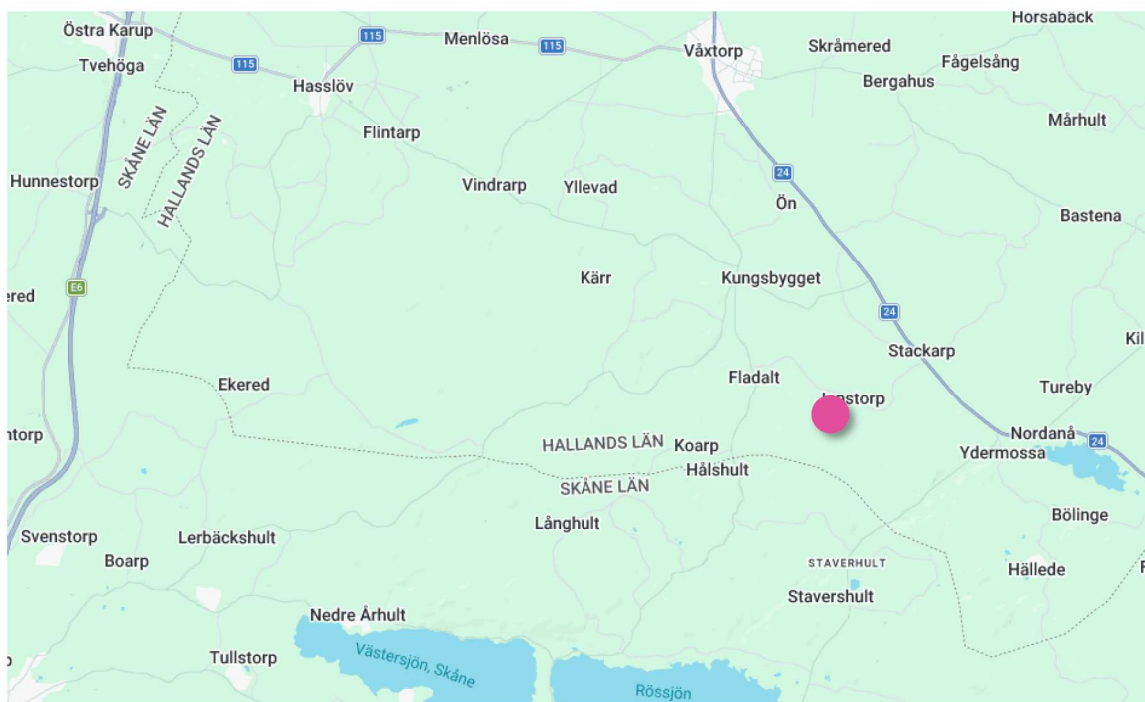 Horsabäck
Östra Karup
115
Menlösa
115
Våxtorp
Skråmered
Fågelsång
Tvehöga
115
Hasslöv
Bergahus
Mårhult
Flintarp
SKÅNE LÄN
HALLANDS LÄN
Hunnestorp
Vindrarp
Yllevad
24
Ön
Bastena
Kärr
Kungsbygget
E6
ered
24
Kil
Stackarp
Ekered
Fladalt
Tureby
ntorp
HALLANDS LÄN
Koarp
Nordanå
24
Ydermossa
Hålshult
SKÅNE LÄN
Långhult
Bölinge
Svenstorp
Lerbäckshult
Boarp
STAVERHULT
Hällede
F
Stavershult
Nedre Århult
Tullstorp
Västersjön, Skåne
Rössjön